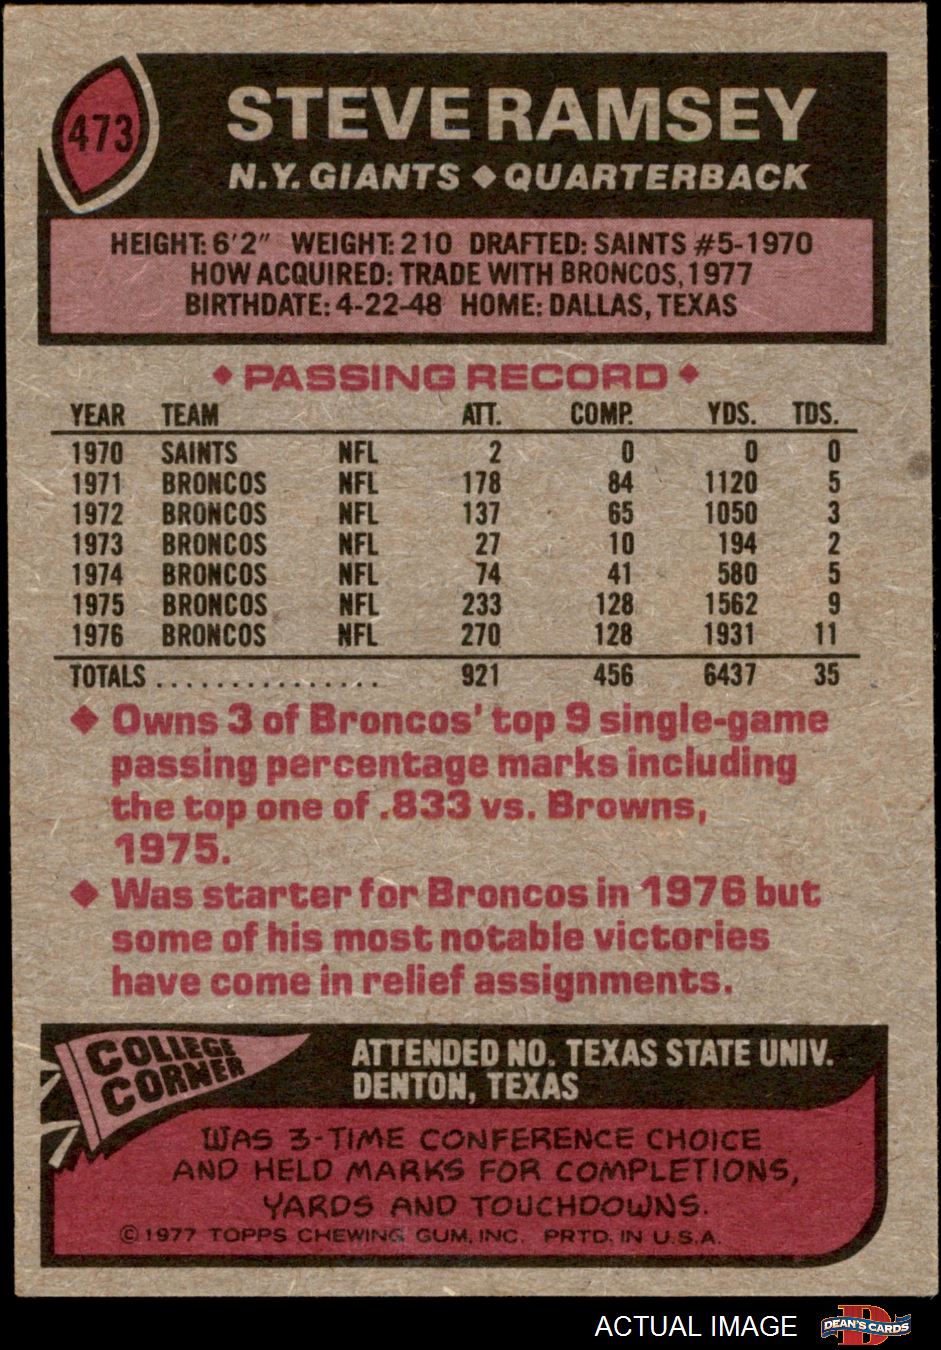 473
STEVE RAMSEY
N.Y. GIANTS ◆ QUARTERBACK
HEIGHT: 6'2" WEIGHT: 210 DRAFTED: SAINTS #5-1970
HOW ACQUIRED: TRADE WITH BRONCOS, 1977
BIRTHDATE: 4-22-48 HOME: DALLAS, TEXAS
◆ PASSING RECORD ◆
YEAR TEAM ATT. COMP. YDS. TDS.
1970 SAINTS NFL 2 0 0 0
1971 BRONCOS NFL 178 84 1120 5
1972 BRONCOS NFL 137 65 1050 3
1973 BRONCOS NFL 27 10 194 2
1974 BRONCOS NFL 74 41 580 5
1975 BRONCOS NFL 233 128 1562 9
1976 BRONCOS NFL 270 128 1931 11
TOTALS ............... 921 456 6437 35
◆ Owns 3 of Broncos' top 9 single-game
passing percentage marks including
the top one of .833 vs. Browns,
1975.
◆ Was starter for Broncos in 1976 but
some of his most notable victories
have come in relief assignments.
COLLEGE
CORNER
ATTENDED NO. TEXAS STATE UNIV.
DENTON, TEXAS
WAS 3-TIME CONFERENCE CHOICE
AND HELD MARKS FOR COMPLETIONS,
YARDS AND TOUCHDOWNS.
© 1977 TOPPS CHEWING GUM, INC. PRTD. IN U.S.A.
ACTUAL IMAGE
D
DEAN'S CARDS